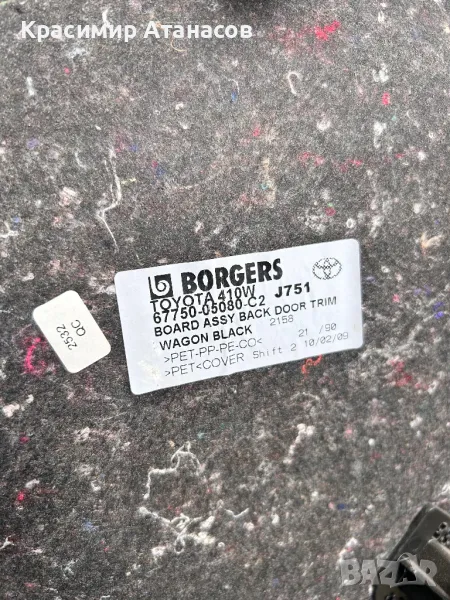 Красимир Атанасов
BORGERS
TOYOTA 410W J751
67750-05080-C2
BOARD ASSY BACK DOOR TRIM
WAGON BLACK 2158
>PET-PP-PE-CO< 21 /90
>PET<COVER Shift 2 10/02/09
2532
QC
bazar